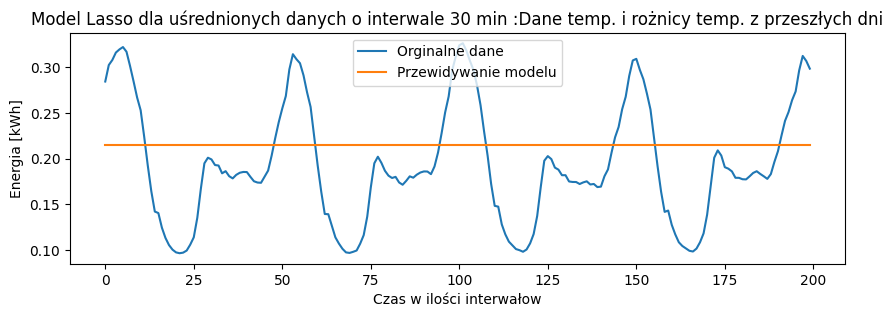 Model Lasso dla uśrednionych danych o interwale 30 min :Dane temp. i rożnicy temp. z przeszłych dni
Orginalne dane
Przewidywanie modelu
Energia [kWh]
0.30
0.25
0.20
0.15
0.10
0 25 50 75 100 125 150 175 200
Czas w ilości interwałow